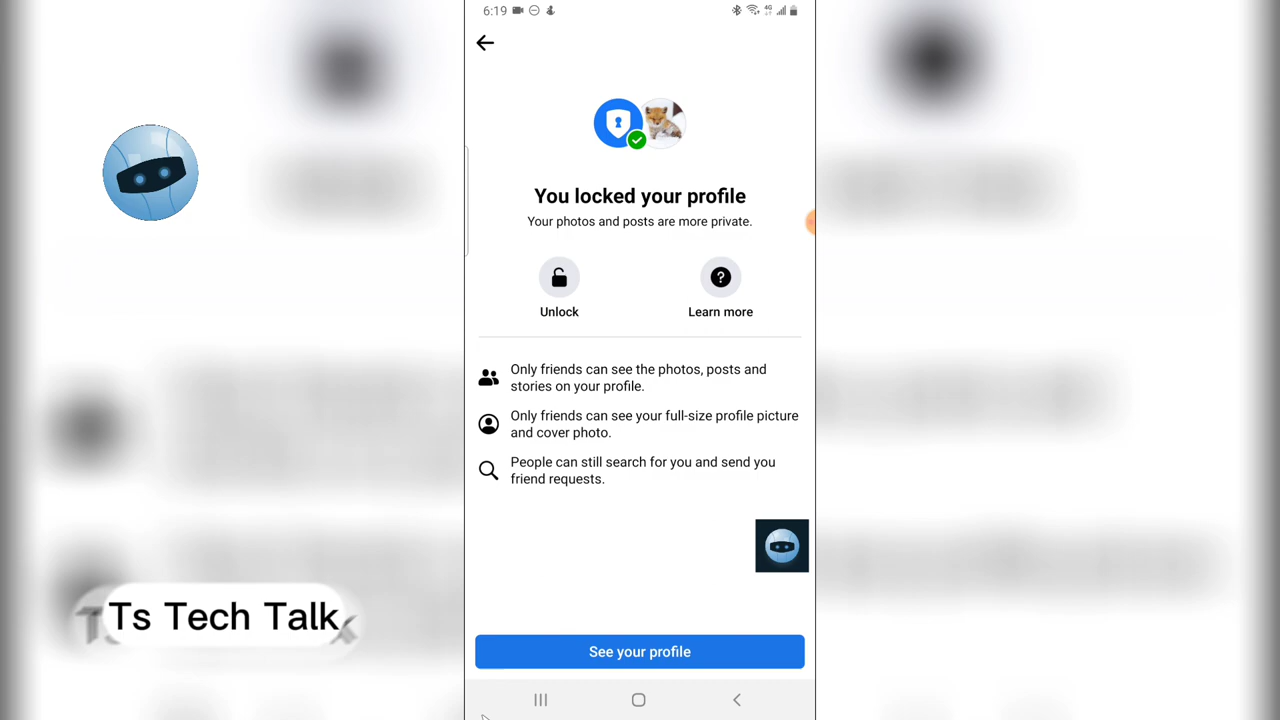 6:19
4G
You locked your profile
Your photos and posts are more private.
Unlock
Learn more
Only friends can see the photos, posts and
stories on your profile.
Only friends can see your full-size profile picture
and cover photo.
People can still search for you and send you
friend requests.
Ts Tech Talk
See your profile